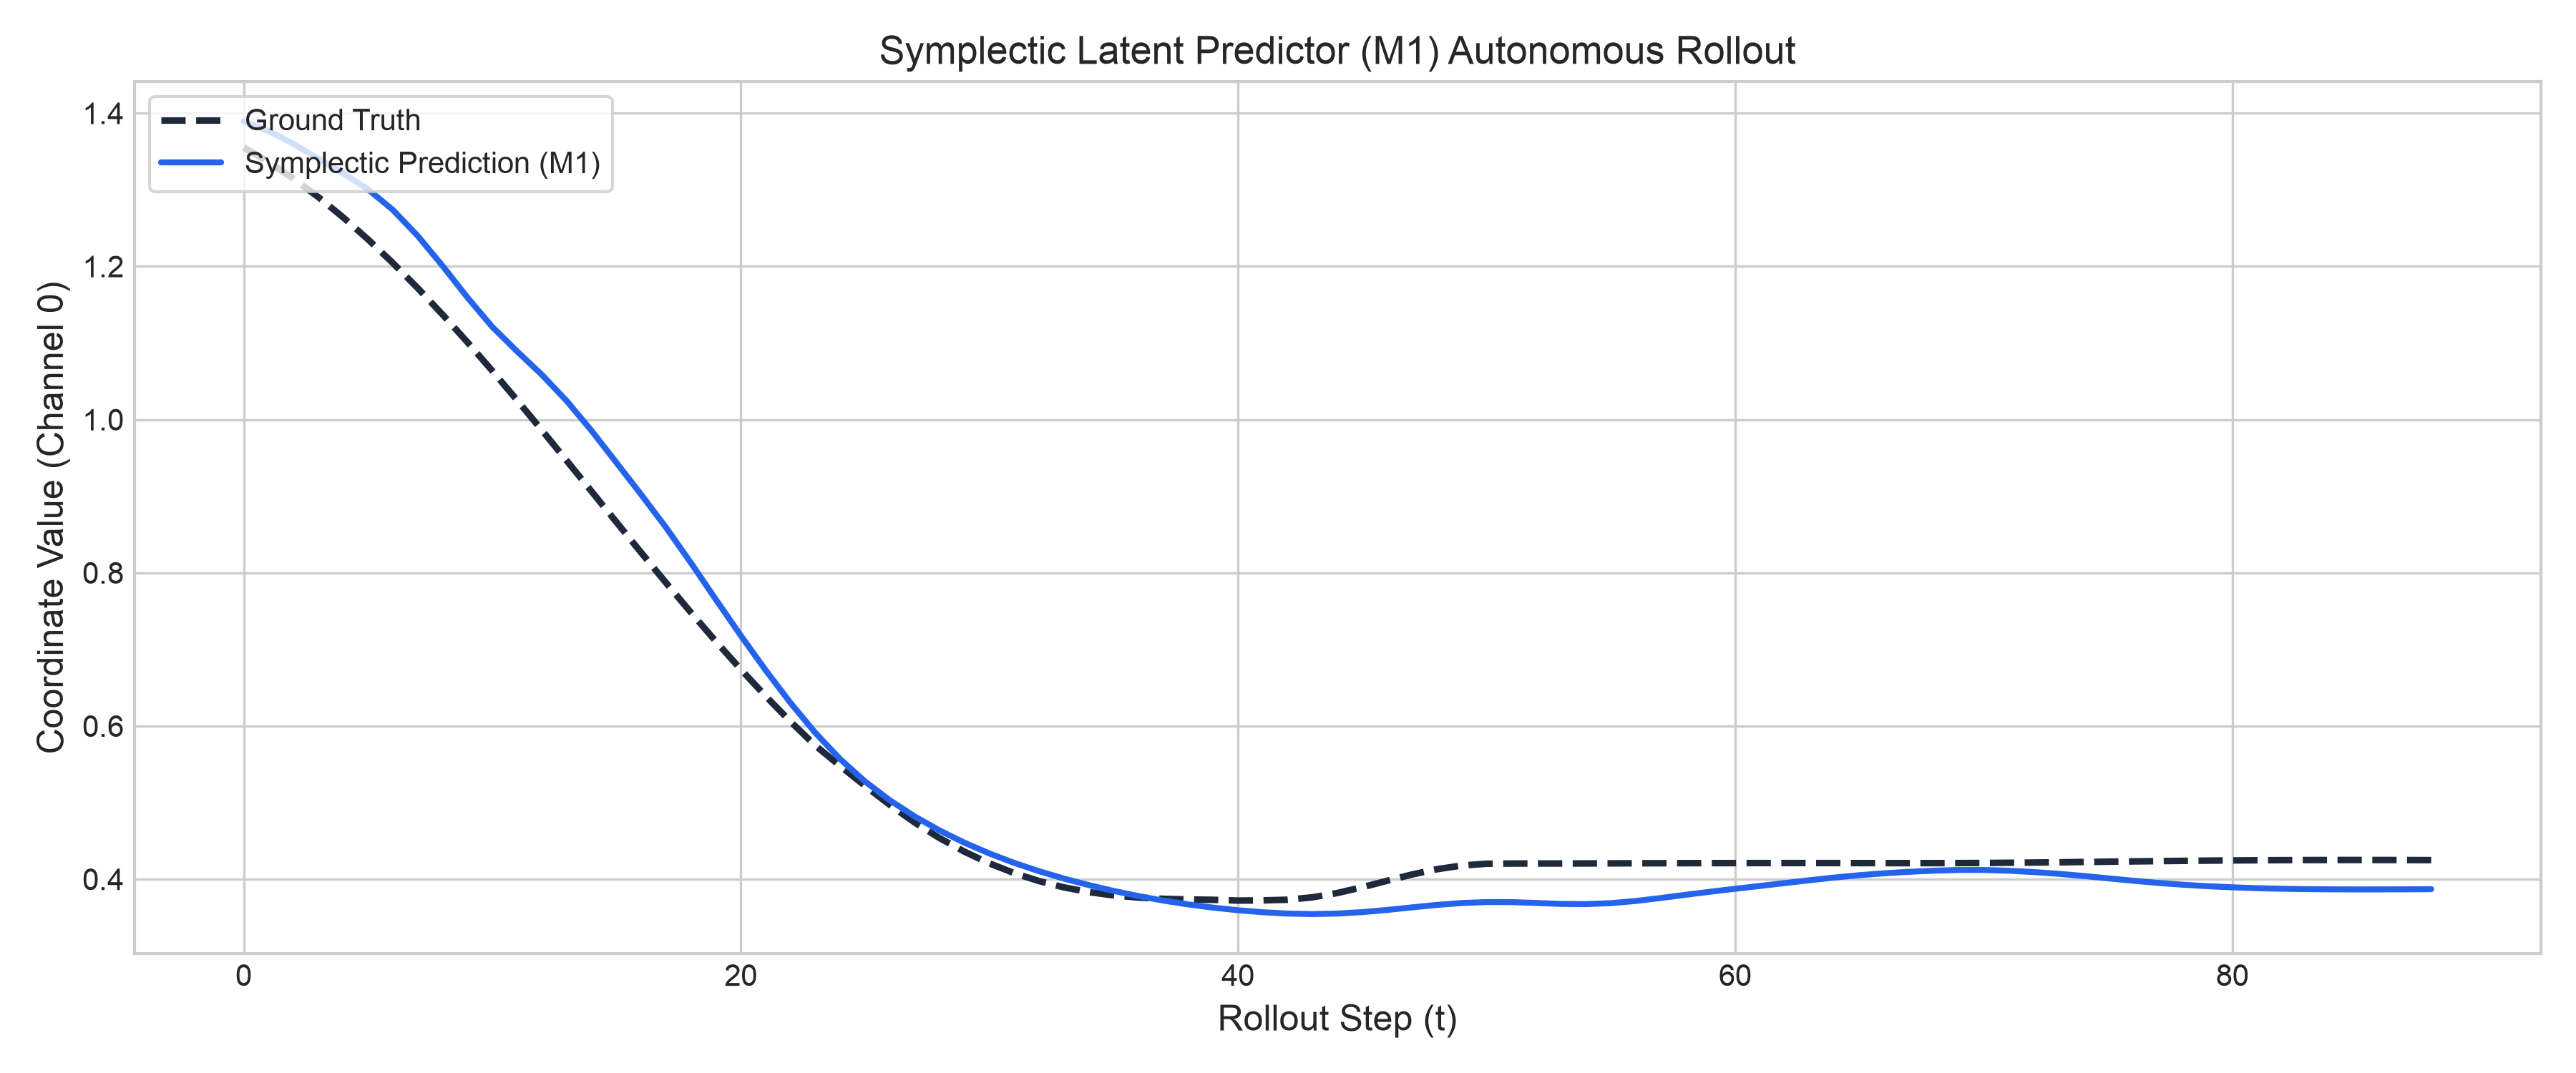 Symplectic Latent Predictor (M1) Autonomous Rollout
Ground Truth
Symplectic Prediction (M1)
Coordinate Value (Channel 0)
1.4
1.2
1.0
0.8
0.6
0.4
0 20 40 60 80
Rollout Step (t)